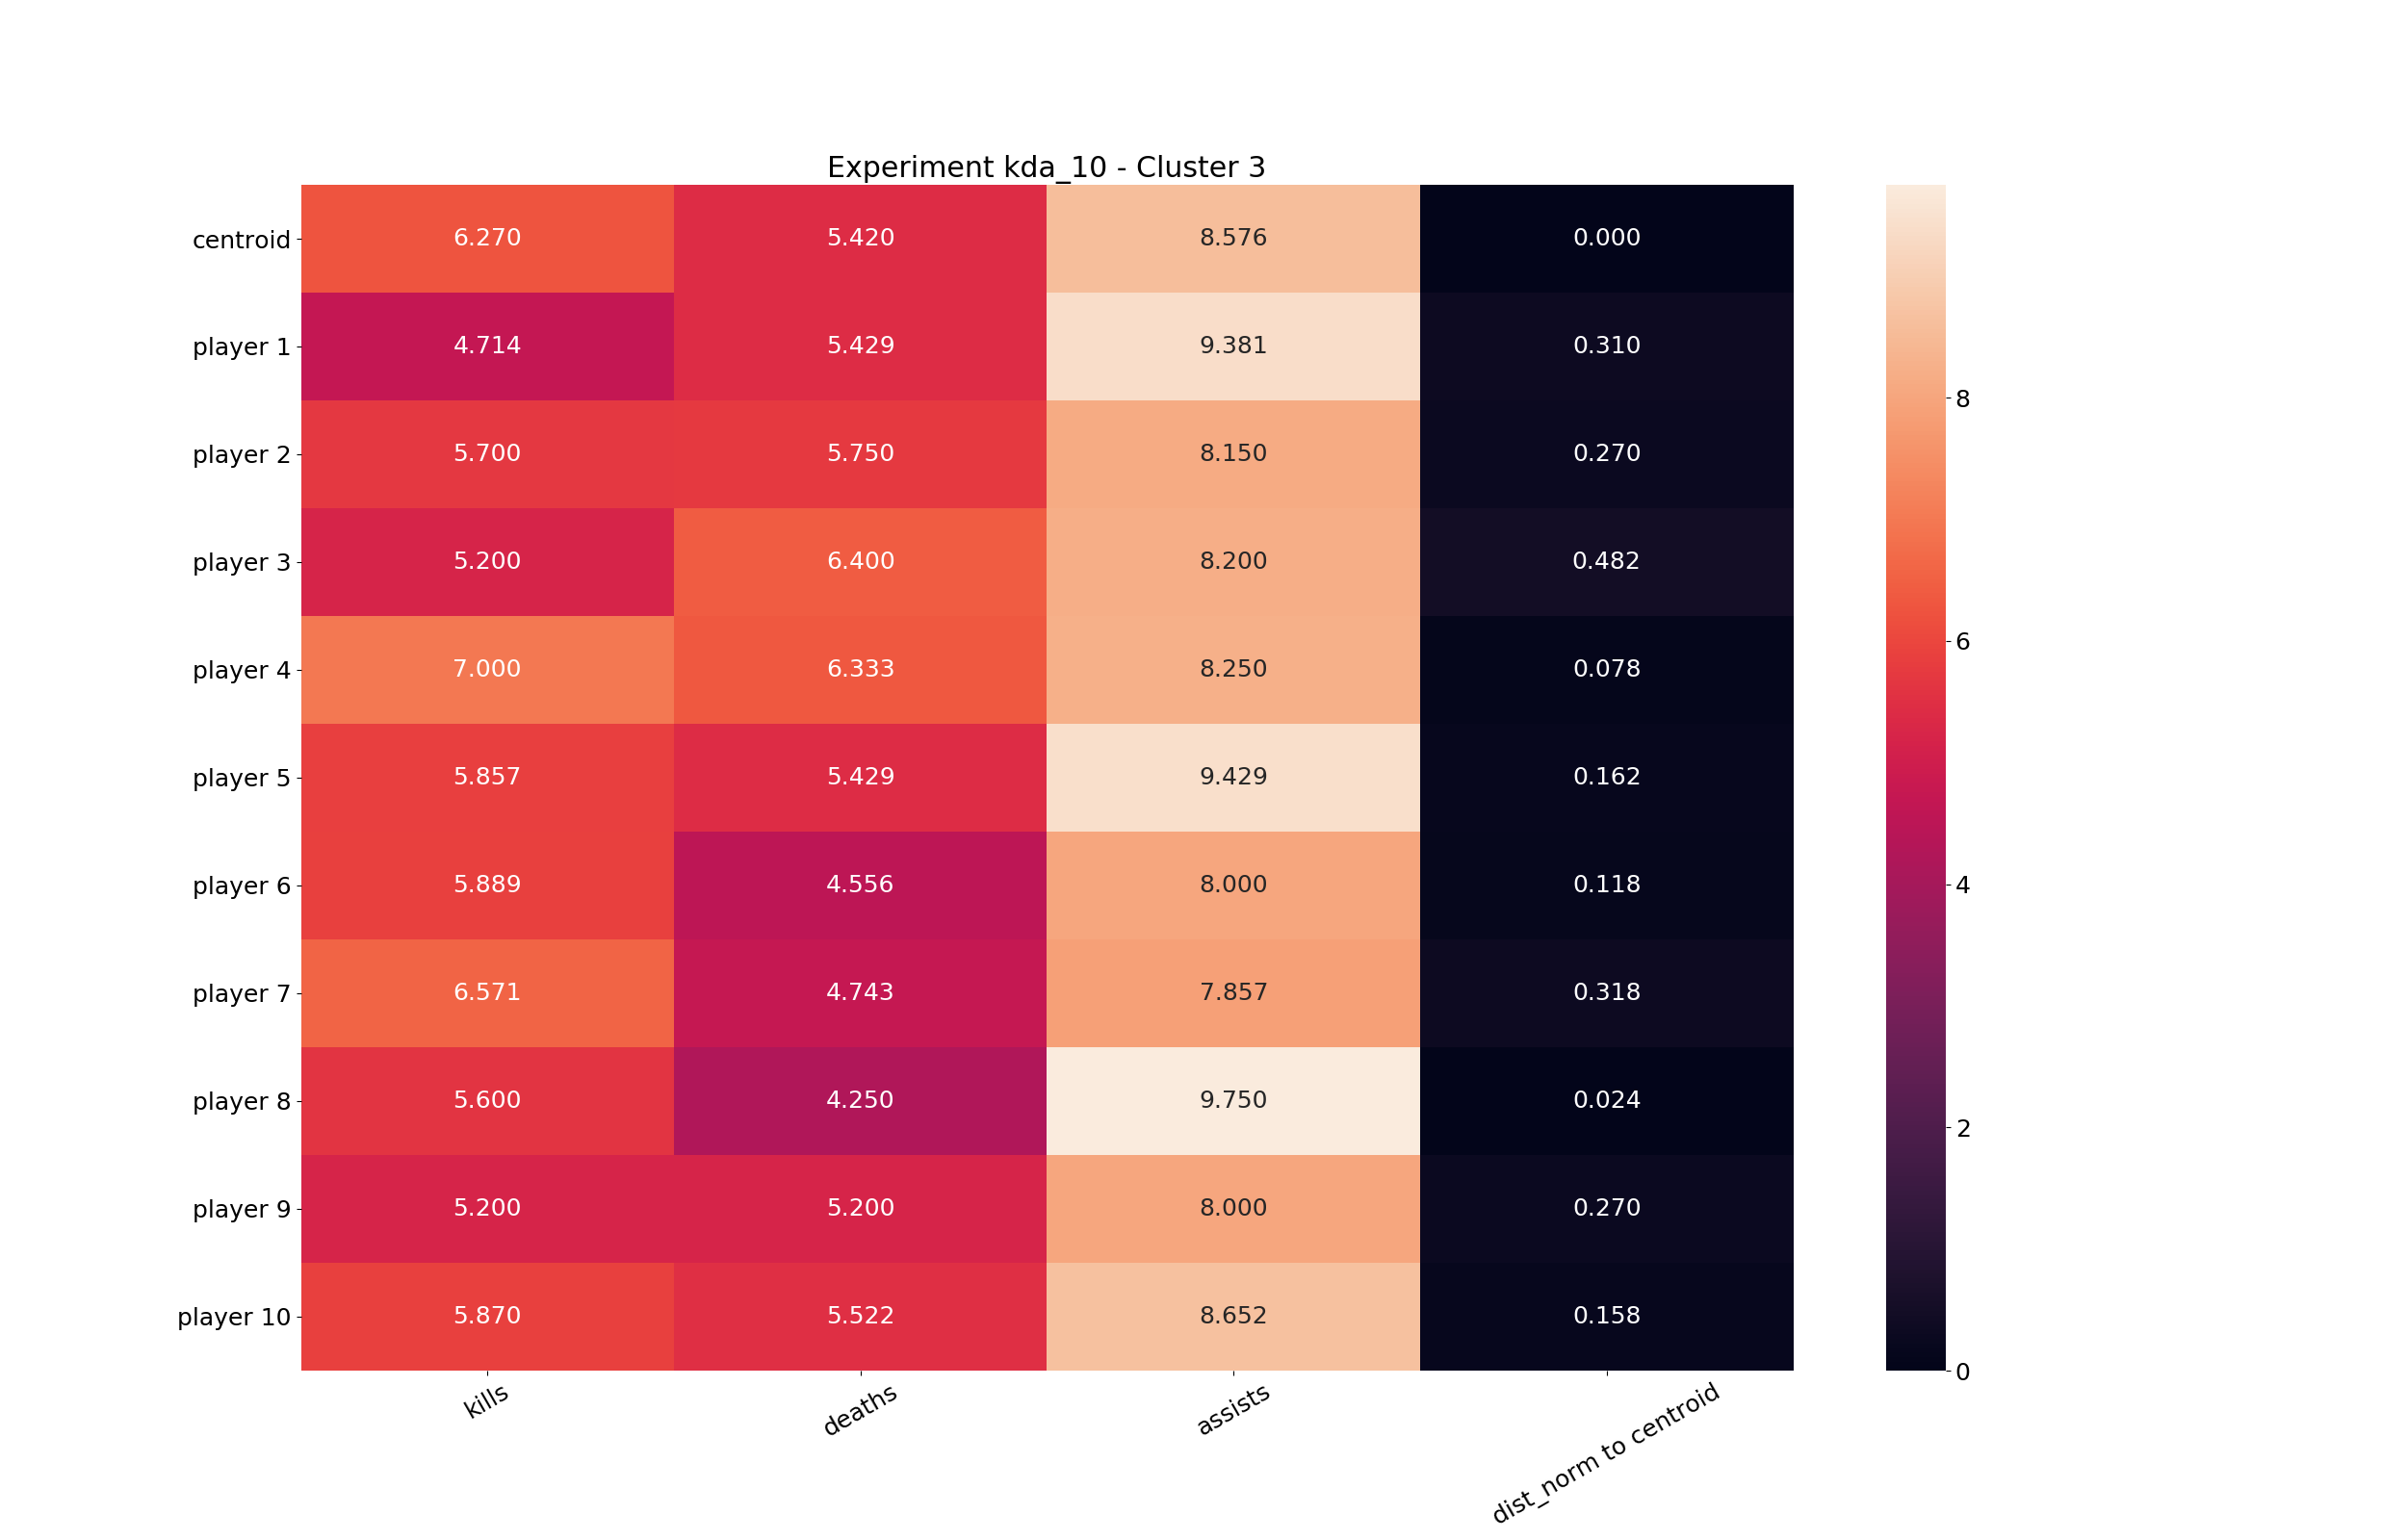 Experiment kda_10 - Cluster 3
centroid 6.270 5.420 8.576 0.000
player 1 4.714 5.429 9.381 0.310
player 2 5.700 5.750 8.150 0.270
player 3 5.200 6.400 8.200 0.482
player 4 7.000 6.333 8.250 0.078
player 5 5.857 5.429 9.429 0.162
player 6 5.889 4.556 8.000 0.118
player 7 6.571 4.743 7.857 0.318
player 8 5.600 4.250 9.750 0.024
player 9 5.200 5.200 8.000 0.270
player 10 5.870 5.522 8.652 0.158
kills deaths assists dist_norm to centroid
8
6
4
2
0